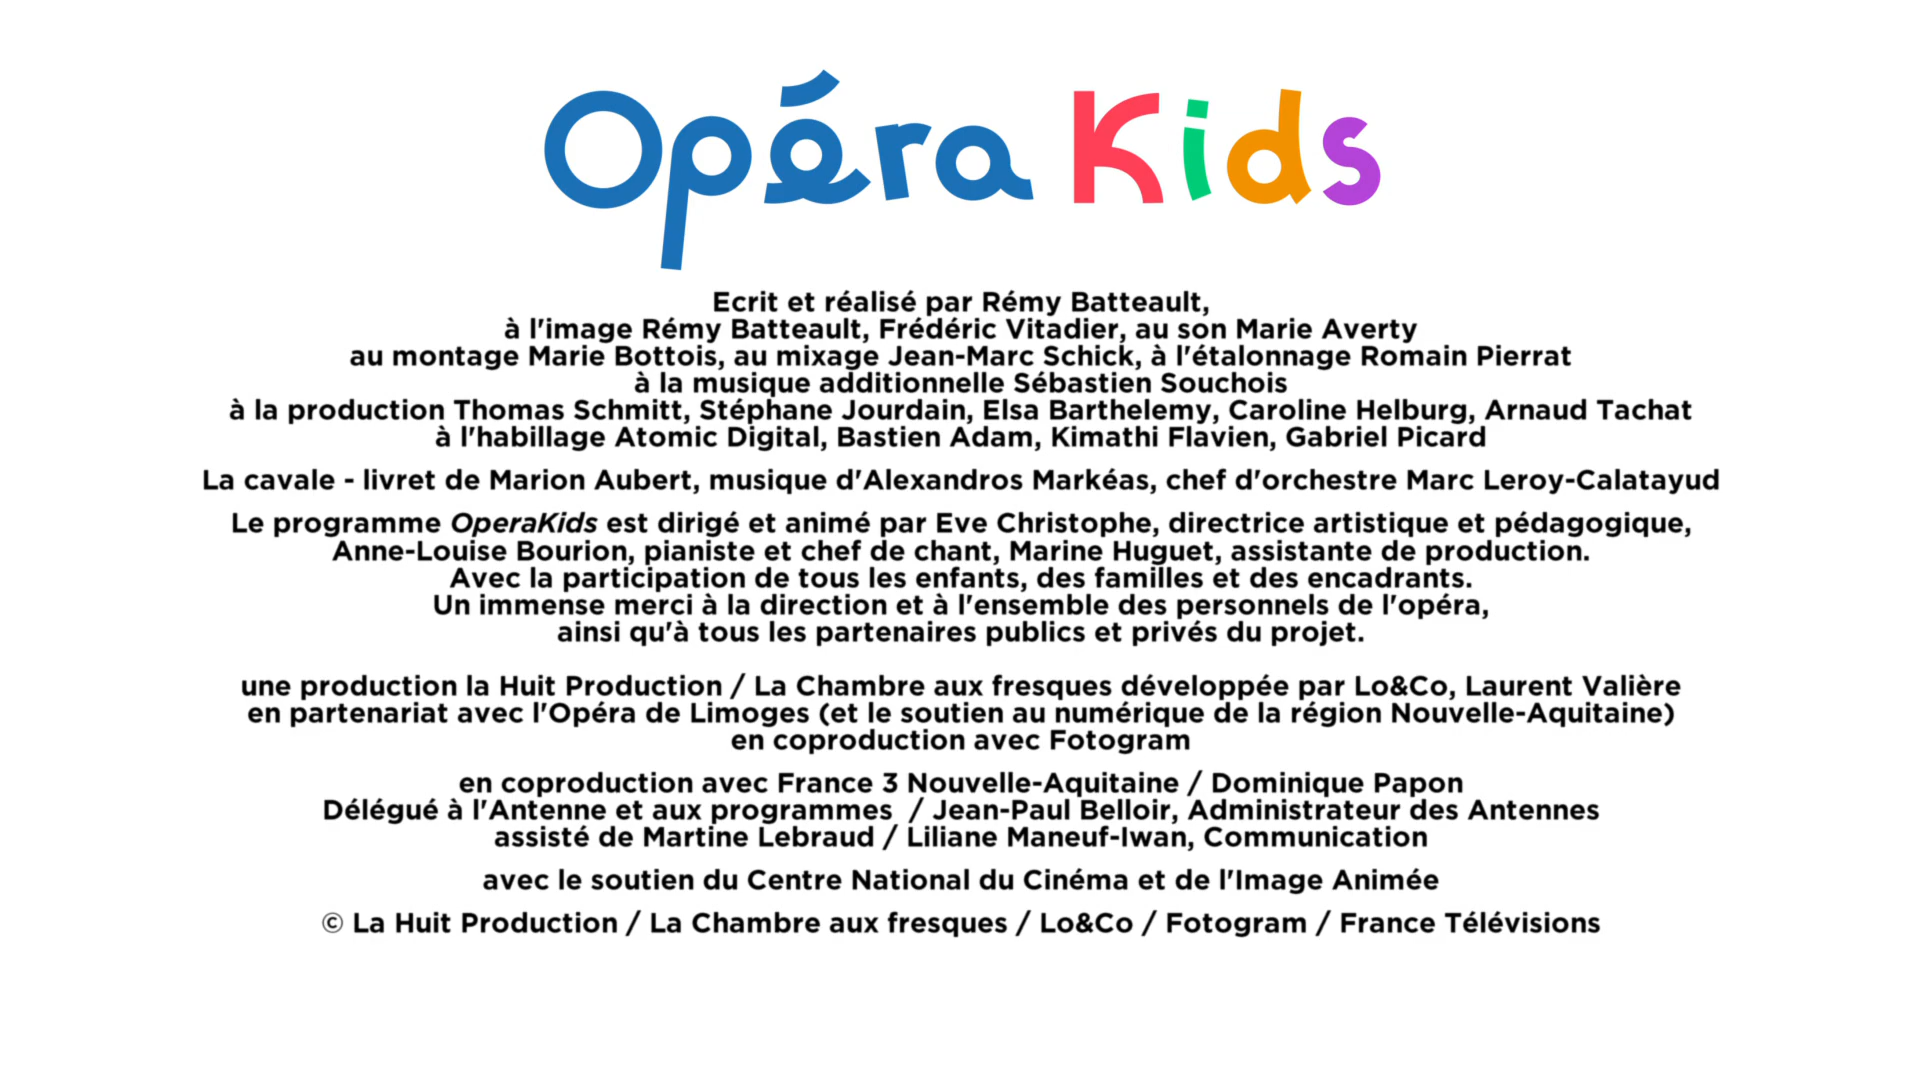 Opéra Kids
Ecrit et réalisé par Rémy Batteault,
à l'image Rémy Batteault, Frédéric Vitadier, au son Marie Averty
au montage Marie Bottois, au mixage Jean-Marc Schick, à l'étalonnage Romain Pierrat
à la musique additionnelle Sébastien Souchois
à la production Thomas Schmitt, Stéphane Jourdain, Elsa Barthelemy, Caroline Helburg, Arnaud Tachat
à l'habillage Atomic Digital, Bastien Adam, Kimathi Flavien, Gabriel Picard
La cavale - livret de Marion Aubert, musique d'Alexandros Markéas, chef d'orchestre Marc Leroy-Calatayud
Le programme OperaKids est dirigé et animé par Eve Christophe, directrice artistique et pédagogique,
Anne-Louise Bourion, pianiste et chef de chant, Marine Huguet, assistante de production.
Avec la participation de tous les enfants, des familles et des encadrants.
Un immense merci à la direction et à l'ensemble des personnels de l'opéra,
ainsi qu'à tous les partenaires publics et privés du projet.
une production la Huit Production / La Chambre aux fresques développée par Lo&Co, Laurent Valière
en partenariat avec l'Opéra de Limoges (et le soutien au numérique de la région Nouvelle-Aquitaine)
en coproduction avec Fotogram
en coproduction avec France 3 Nouvelle-Aquitaine / Dominique Papon
Délégué à l'Antenne et aux programmes / Jean-Paul Belloir, Administrateur des Antennes
assisté de Martine Lebraud / Liliane Maneuf-Iwan, Communication
avec le soutien du Centre National du Cinéma et de l'Image Animée
© La Huit Production / La Chambre aux fresques / Lo&Co / Fotogram / France Télévisions